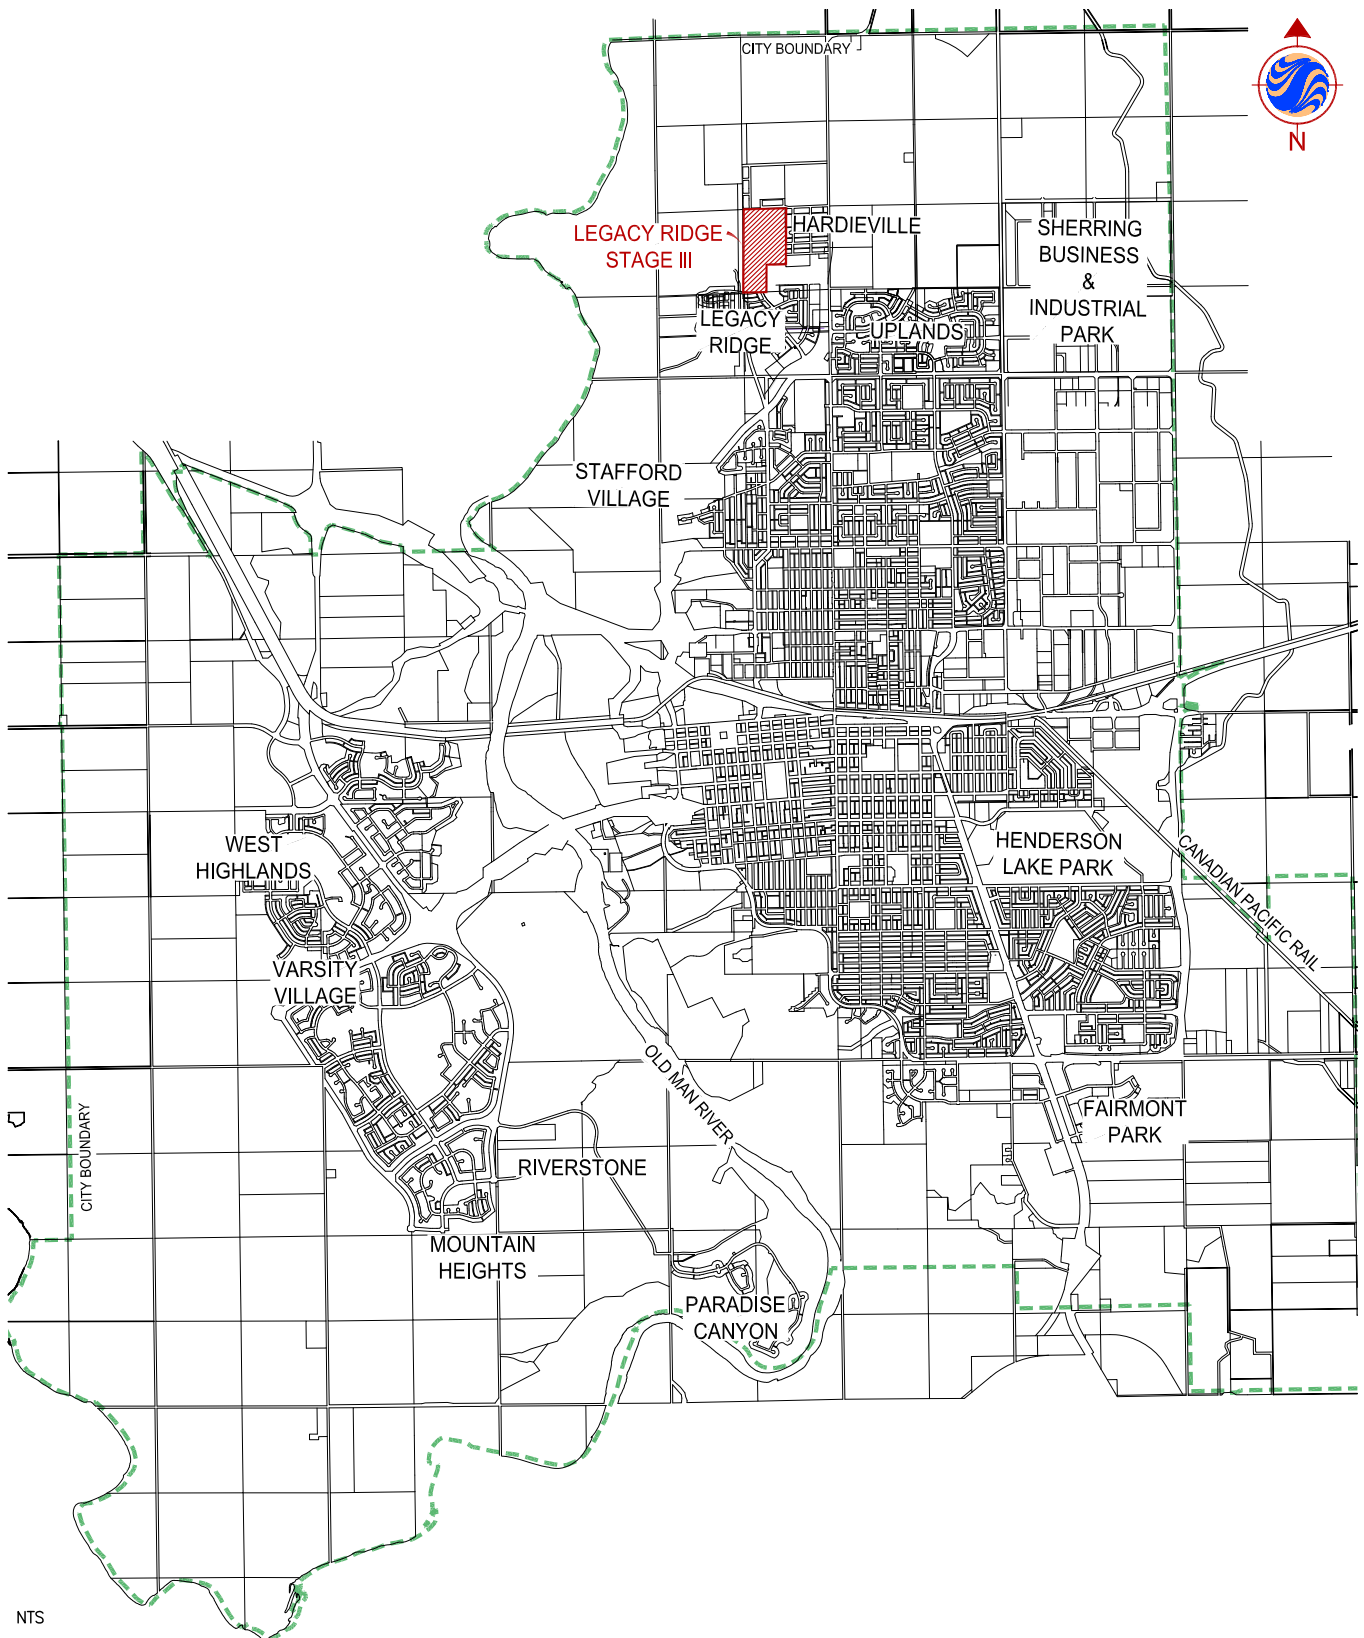 CITY BOUNDARY
N
LEGACY RIDGE
STAGE III
HARDIEVILLE
SHERRING
BUSINESS
&
INDUSTRIAL
PARK
LEGACY
RIDGE
UPLANDS
STAFFORD
VILLAGE
WEST
HIGHLANDS
HENDERSON
LAKE PARK
CANADIAN PACIFIC RAIL
VARSITY
VILLAGE
OLD MAN RIVER
CITY BOUNDARY
FAIRMONT
PARK
RIVERSTONE
MOUNTAIN
HEIGHTS
PARADISE
CANYON
NTS